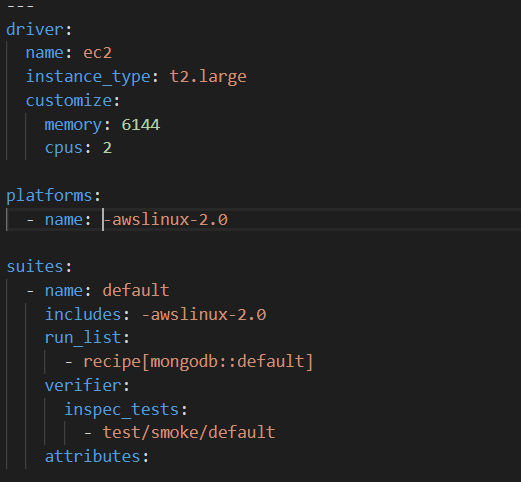 ---
driver:
  name: ec2
  instance_type: t2.large
  customize:
    memory: 6144
    cpus: 2

platforms:
  - name: -awslinux-2.0

suites:
  - name: default
    includes: -awslinux-2.0
    run_list:
      - recipe[mongodb::default]
    verifier:
      inspec_tests:
        - test/smoke/default
    attributes: